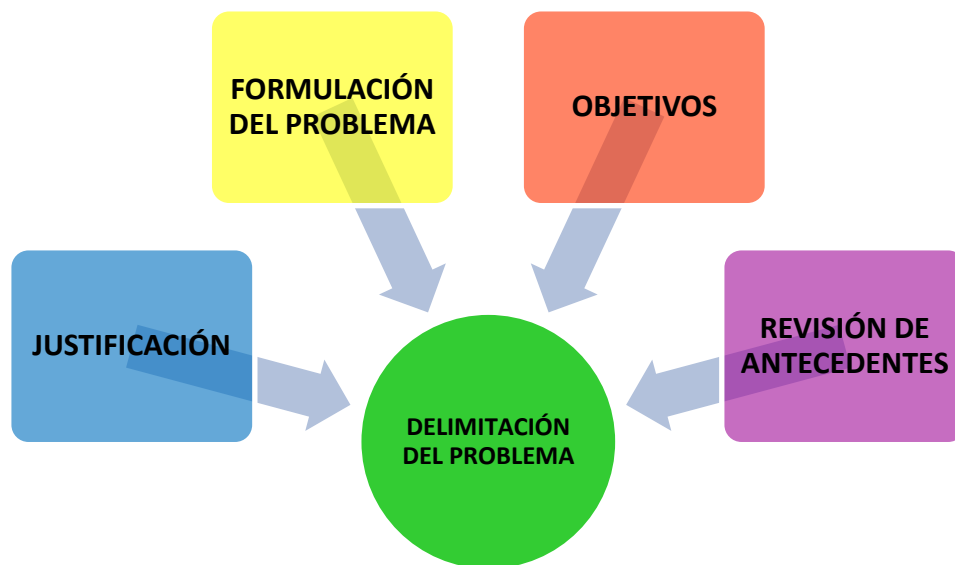 FORMULACIÓN
DEL PROBLEMA
OBJETIVOS
JUSTIFICACIÓN
REVISIÓN DE
ANTECEDENTES
DELIMITACIÓN
DEL PROBLEMA